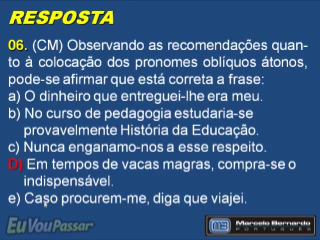 RESPOSTA
06. (CM) Observando as recomendações quan-
to à colocação dos pronomes oblíquos átonos,
pode-se afirmar que está correta a frase:
a) O dinheiro que entreguei-lhe era meu.
b) No curso de pedagogia estudaria-se
provavelmente História da Educação.
c) Nunca enganamo-nos a esse respeito.
D) Em tempos de vacas magras, compra-se o
indispensável.
e) Caso procurem-me, diga que viajei.
EuVouPassar
MB Marcelo Bernardo
PORTUGUÊS